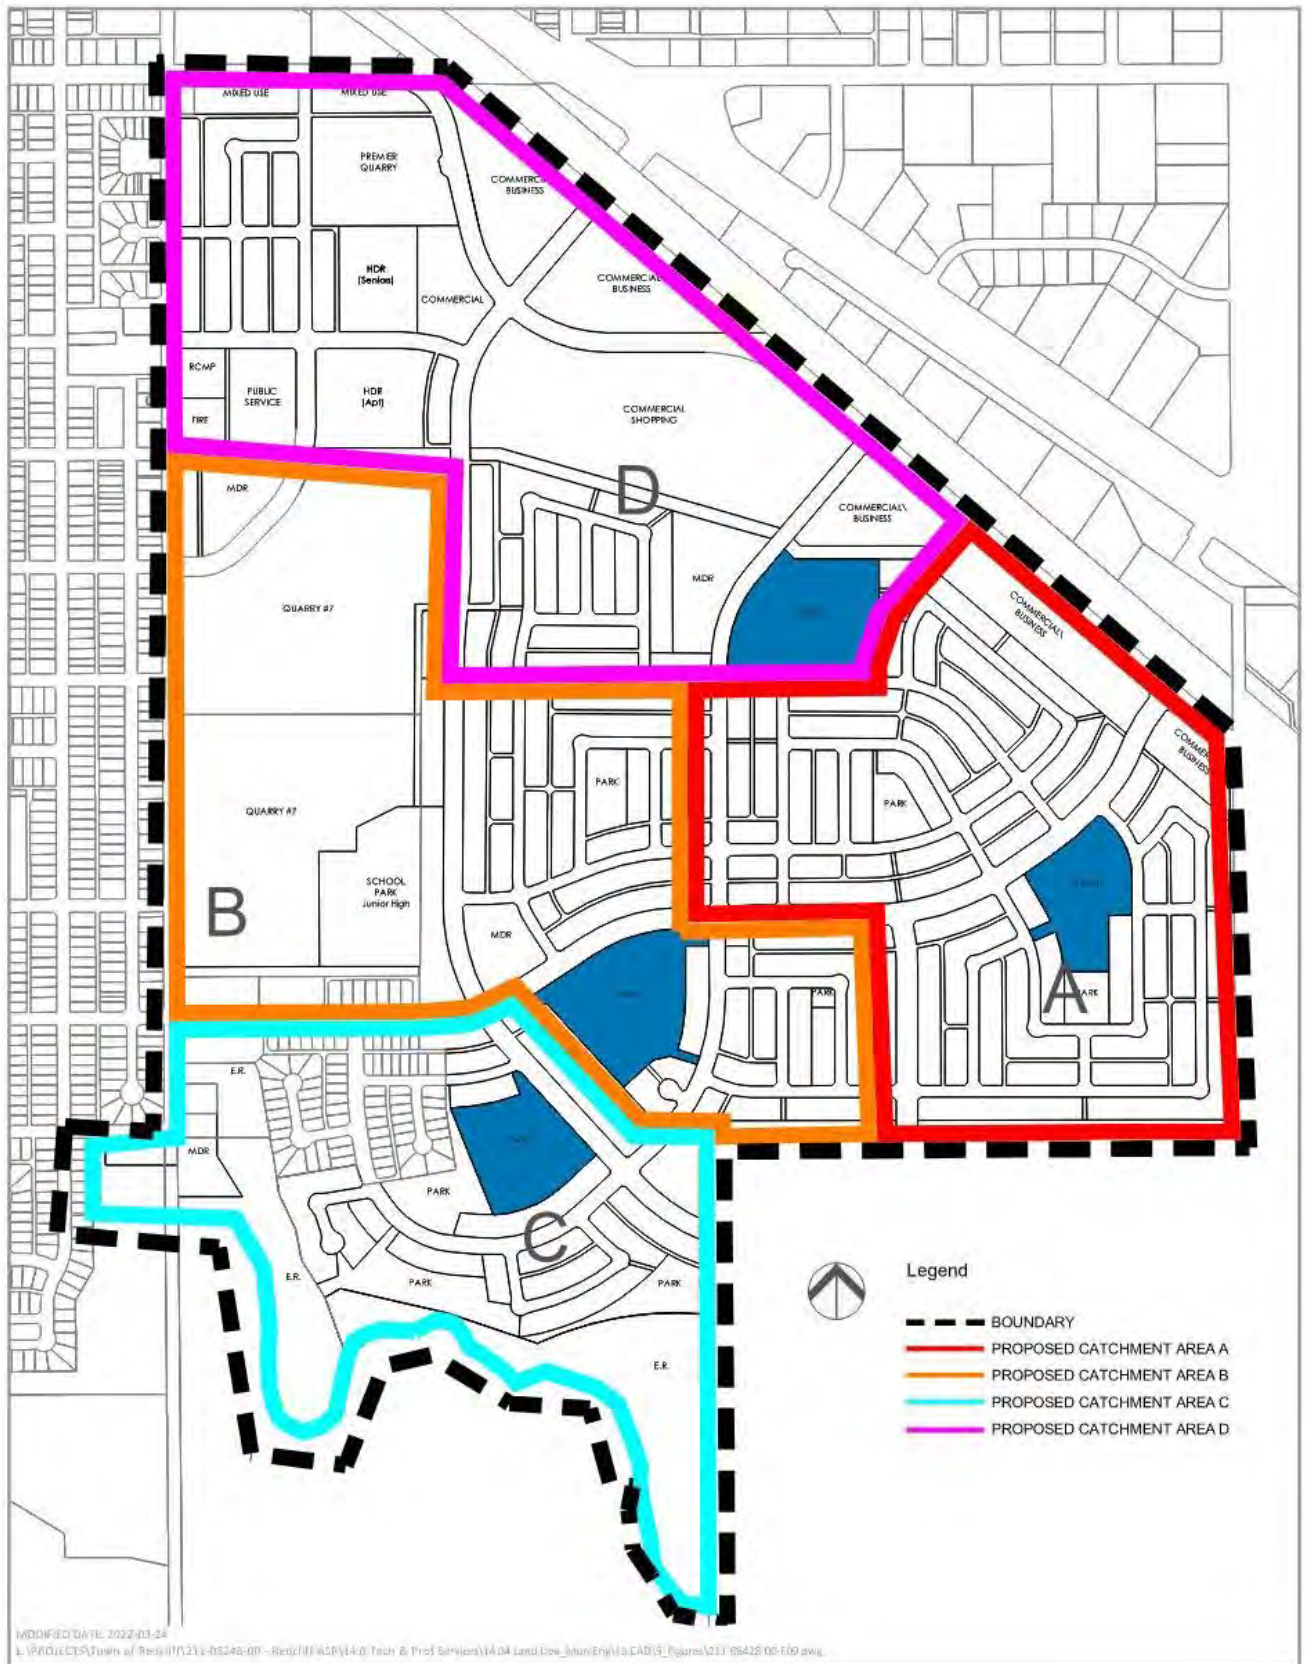 MIXED USE
MIXED USE
PREMIER
QUARRY
BUSINESS
HDR
(Senior)
COMMERCIAL
COMMERCIAL
BUSINESS
RCMP
FIRE
PUBLIC
SERVICE
HDR
(Apt)
COMMERCIAL
SHOPPING
D
MDR
COMMERCIAL\
BUSINESS
MDR
QUARRY #7
COMMERCIAL\
BUSINESS
BUSINESS
PARK
PARK
QUARRY #7
SCHOOL
PARK
Junior High
B
MDR
PARK
A
PARK
E.R.
MDR
PARK
C
E.R.
PARK
PARK
E.R.
Legend
BOUNDARY
PROPOSED CATCHMENT AREA A
PROPOSED CATCHMENT AREA B
PROPOSED CATCHMENT AREA C
PROPOSED CATCHMENT AREA D
MODIFIED DATE: 2022-03-24